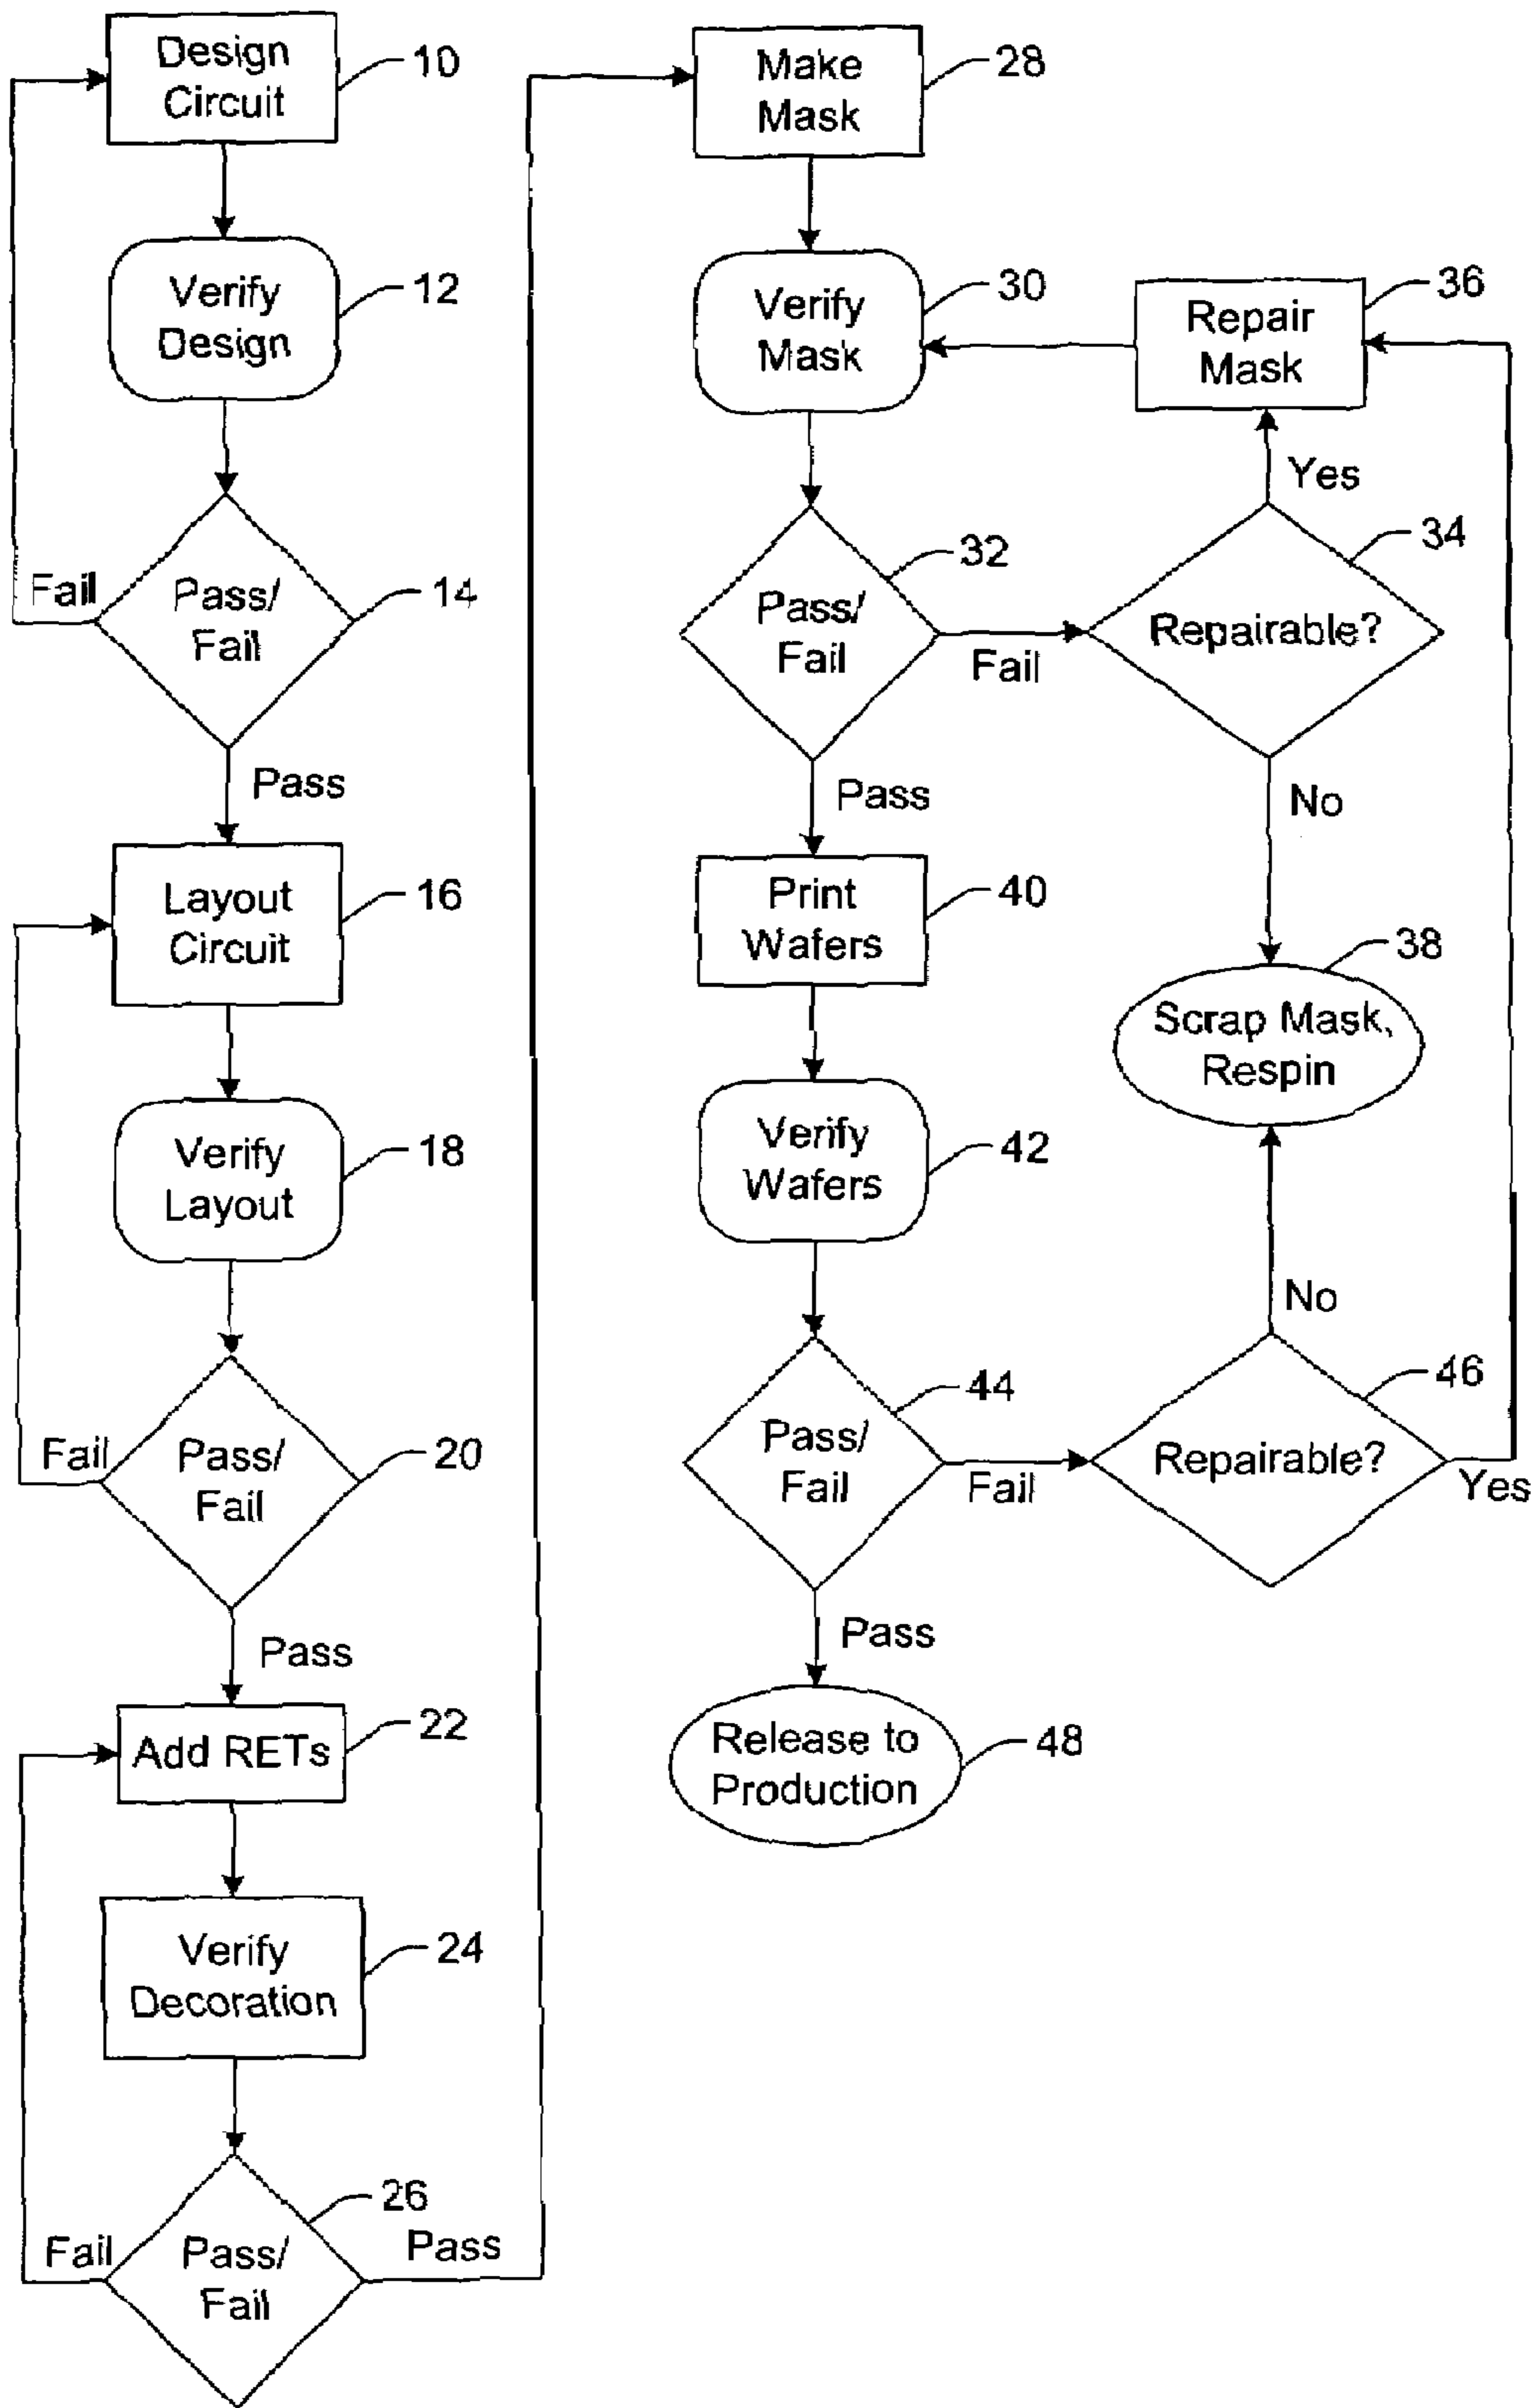 Design
Circuit
10
Verify
Design
12
Pass/
Fail
14
Fail
Pass
Layout
Circuit
16
Verify
Layout
18
Pass/
Fail
20
Fail
Pass
Add RETs
22
Verify
Decoration
24
Pass/
Fail
26
Fail
Pass
Make
Mask
28
Verify
Mask
30
Repair
Mask
36
Yes
Pass/
Fail
32
Fail
Repairable?
34
Pass
No
Print
Wafers
40
Scrap Mask,
Respin
38
Verify
Wafers
42
No
Pass/
Fail
44
Fail
Repairable?
46
Yes
Pass
Release to
Production
48